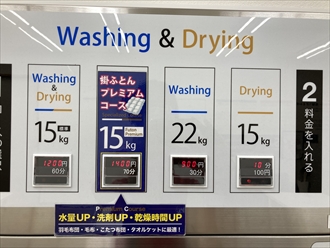 Washing & Drying
Washing
&
Drying
15kg 標準
1200円
60分
掛ふとん
プレミアム
コース
Futon Premium
15kg
1400円
70分
Washing
22kg
900円
30分
Drying
15kg
10分
100円
2
料金を入れる
Premium Course
水量UP・洗剤UP・乾燥時間UP
羽毛布団・毛布・こたつ布団・タオルケットに最適!